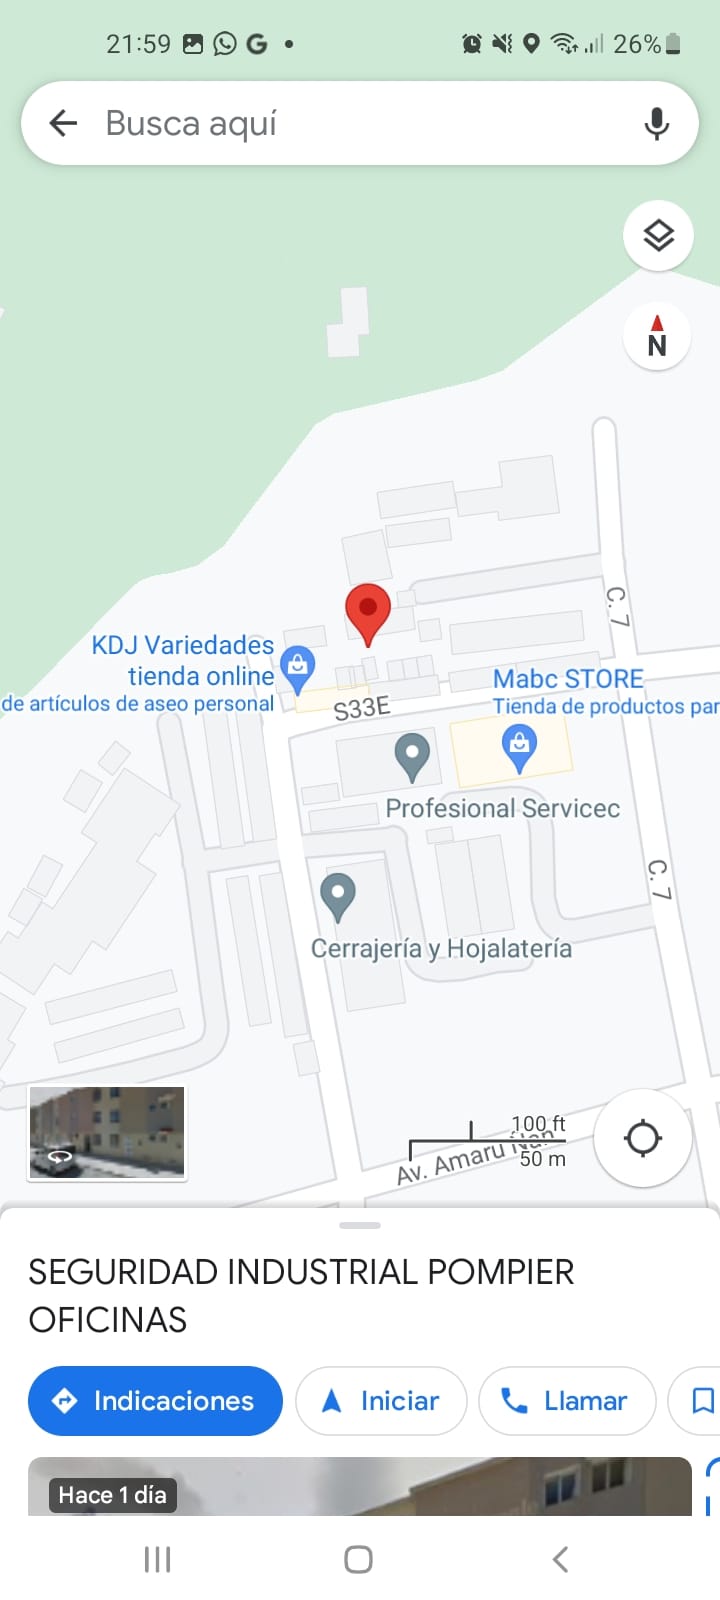 21:59
26%
Busca aquí
N
C. 7
KDJ Variedades
tienda online
de artículos de aseo personal
Mabc STORE
Tienda de productos par
S33E
Profesional Servicec
C. 7
Cerrajería y Hojalatería
100 ft
50 m
Av. Amaru
SEGURIDAD INDUSTRIAL POMPIER
OFICINAS
Indicaciones
Iniciar
Llamar
Hace 1 día